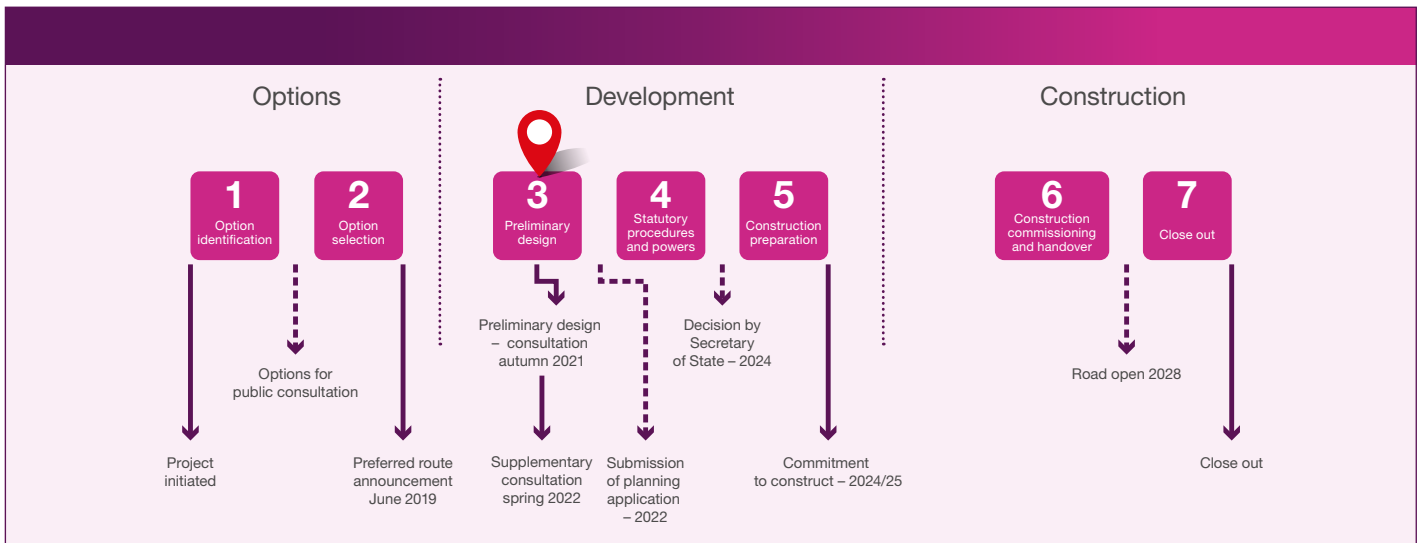 Options
Development
Construction
1
Option
identification
2
Option
selection
3
Preliminary
design
4
Statutory
procedures
and powers
5
Construction
preparation
6
Construction
commissioning
and handover
7
Close out
Preliminary design
– consultation
autumn 2021
Decision by
Secretary
of State – 2024
Options for
public consultation
Road open 2028
Project
initiated
Preferred route
announcement
June 2019
Supplementary
consultation
spring 2022
Submission
of planning
application
– 2022
Commitment
to construct – 2024/25
Close out